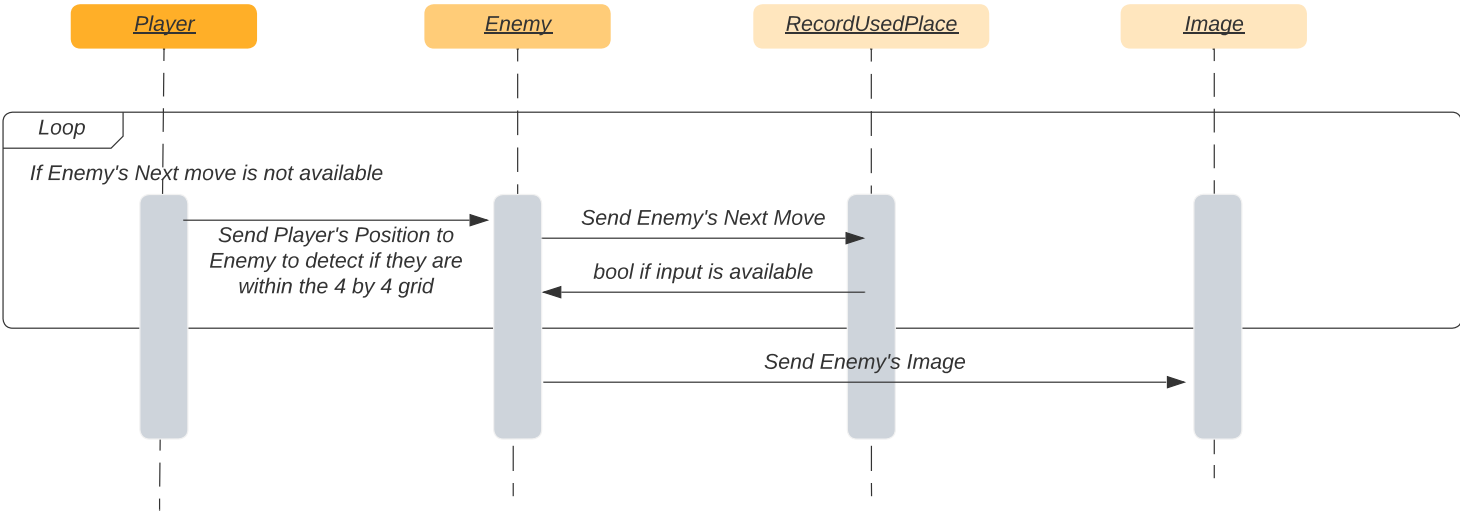 Player
Enemy
RecordUsedPlace
Image
Loop
If Enemy's Next move is not available
Send Player's Position to
Enemy to detect if they are
within the 4 by 4 grid
Send Enemy's Next Move
bool if input is available
Send Enemy's Image